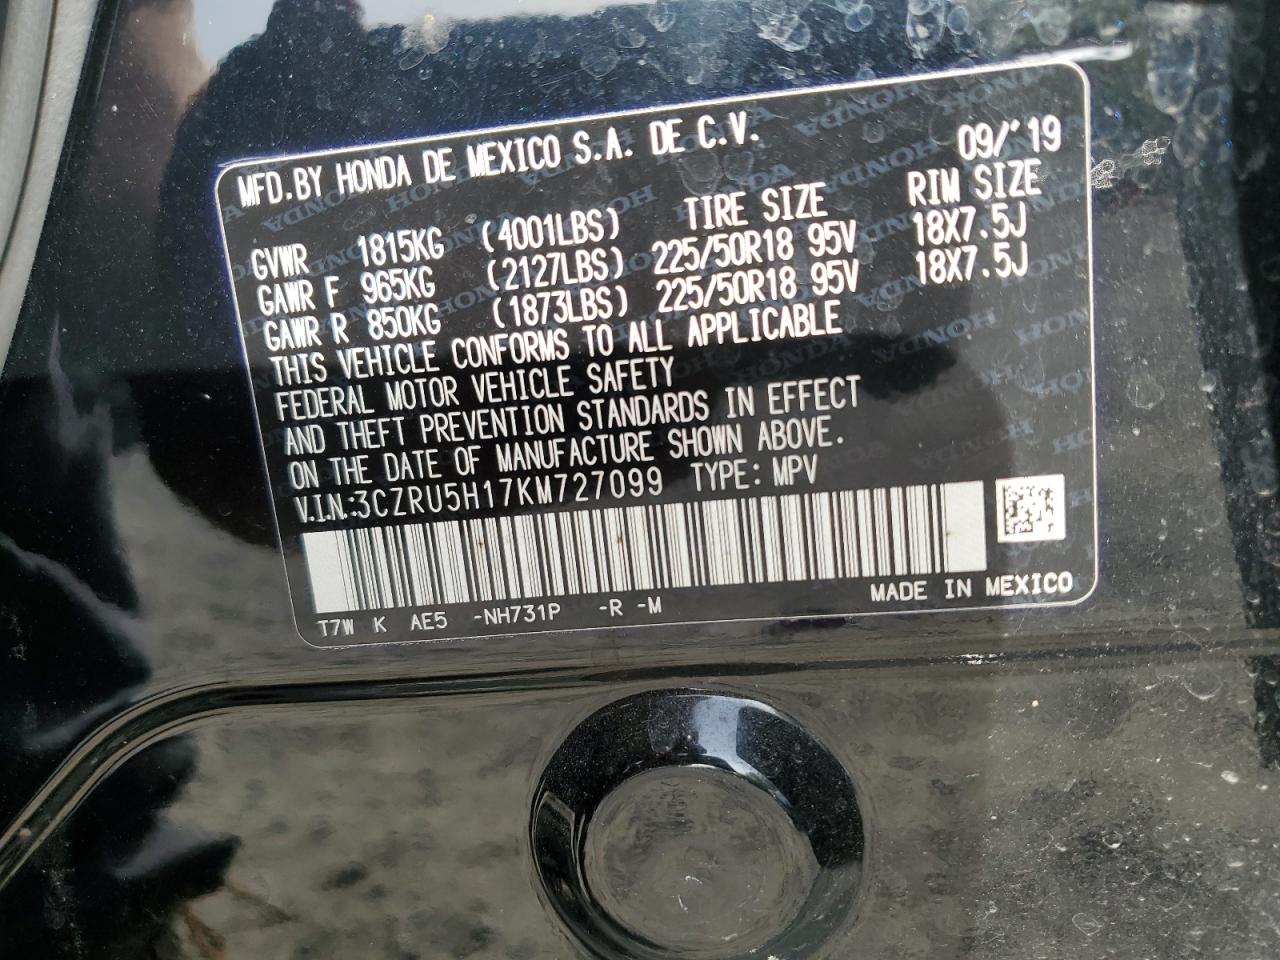 MFD.BY HONDA DE MEXICO S.A. DE C.V. 09/'19
TIRE SIZE RIM SIZE
GVWR 1815KG (4001LBS)
GAWR F 965KG (2127LBS) 225/50R18 95V 18X7.5J
GAWR R 850KG (1873LBS) 225/50R18 95V 18X7.5J
THIS VEHICLE CONFORMS TO ALL APPLICABLE
FEDERAL MOTOR VEHICLE SAFETY
AND THEFT PREVENTION STANDARDS IN EFFECT
ON THE DATE OF MANUFACTURE SHOWN ABOVE.
V.I.N.:3CZRU5H17KM727099 TYPE: MPV
T7W K AE5 -NH731P -R -M MADE IN MEXICO